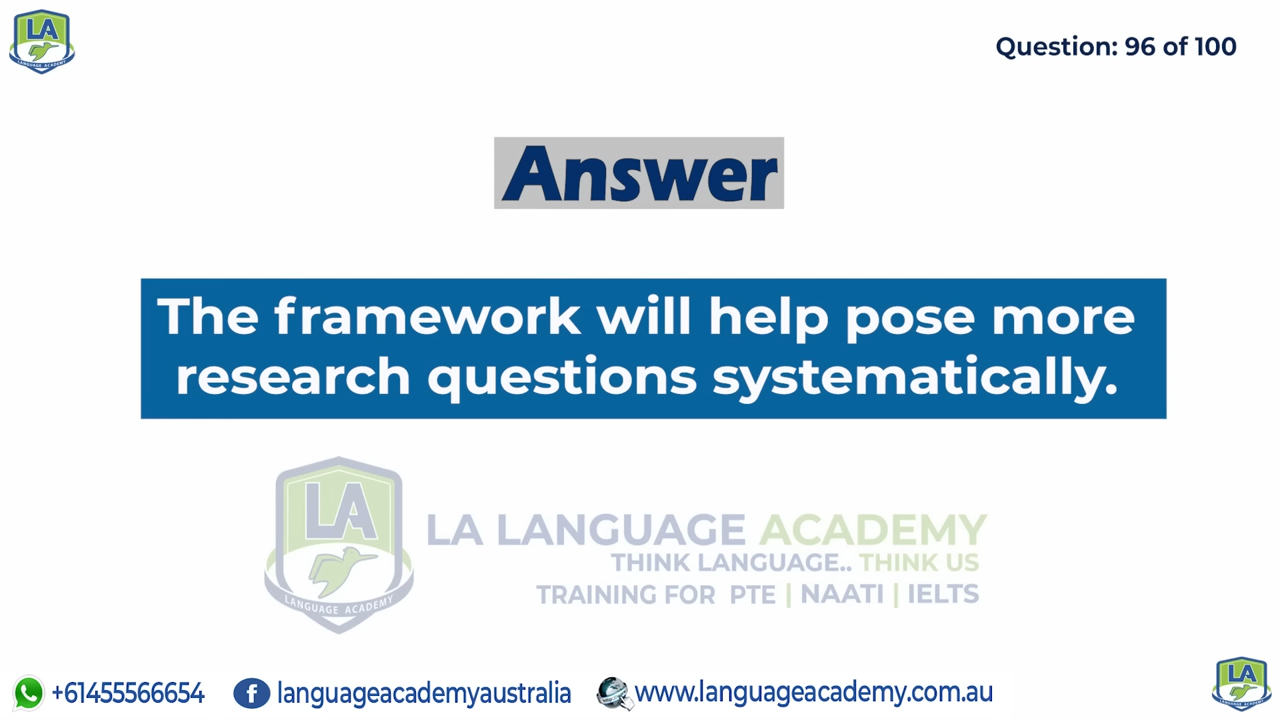 LA
LANGUAGE ACADEMY
Question: 96 of 100
Answer
The framework will help pose more
research questions systematically.
LA
LANGUAGE ACADEMY
LA LANGUAGE ACADEMY
THINK LANGUAGE.. THINK US
TRAINING FOR PTE | NAATI | IELTS
+61455566654
languageacademyaustralia
www.languageacademy.com.au
LA
LANGUAGE ACADEMY